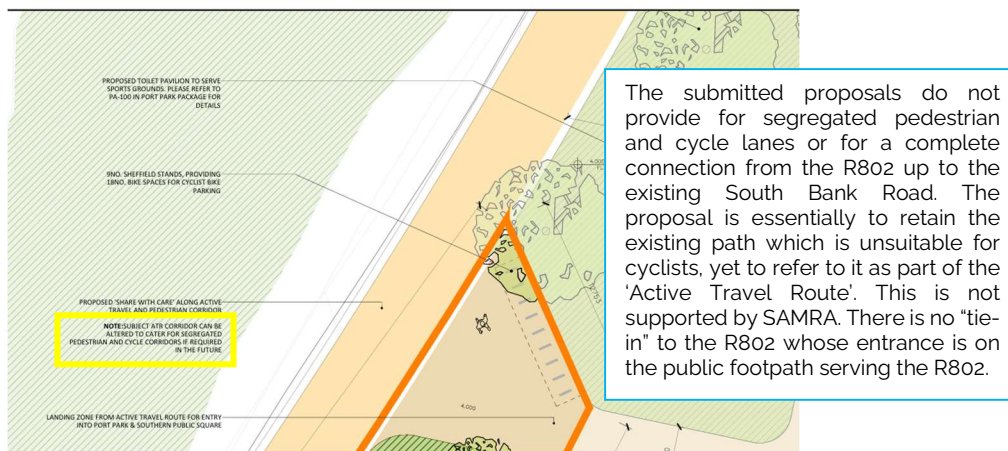 PROPOSED TOILET PAVILION TO SERVE
SPORTS GROUNDS. PLEASE REFER TO
PA-100 IN PORT PARK PACKAGE FOR
DETAILS
9NO. SHEFFIELD STANDS, PROVIDING
18NO. BIKE SPACES FOR CYCLIST BIKE
PARKING
PROPOSED 'SHARE WITH CARE' ALONG ACTIVE
TRAVEL AND PEDESTRIAN CORRIDOR
NOTE:SUBJECT ATR CORRIDOR CAN BE
ALTERED TO CATER FOR SEGREGATED
PEDESTRIAN AND CYCLE CORRIDORS IF REQUIRED
IN THE FUTURE
LANDING ZONE FROM ACTIVE TRAVEL ROUTE FOR ENTRY
INTO PORT PARK & SOUTHERN PUBLIC SQUARE
4.000
4.000
The submitted proposals do not
provide for segregated pedestrian
and cycle lanes or for a complete
connection from the R802 up to the
existing South Bank Road. The
proposal is essentially to retain the
existing path which is unsuitable for
cyclists, yet to refer to it as part of the
‘Active Travel Route’. This is not
supported by SAMRA. There is no “tie-
in” to the R802 whose entrance is on
the public footpath serving the R802.